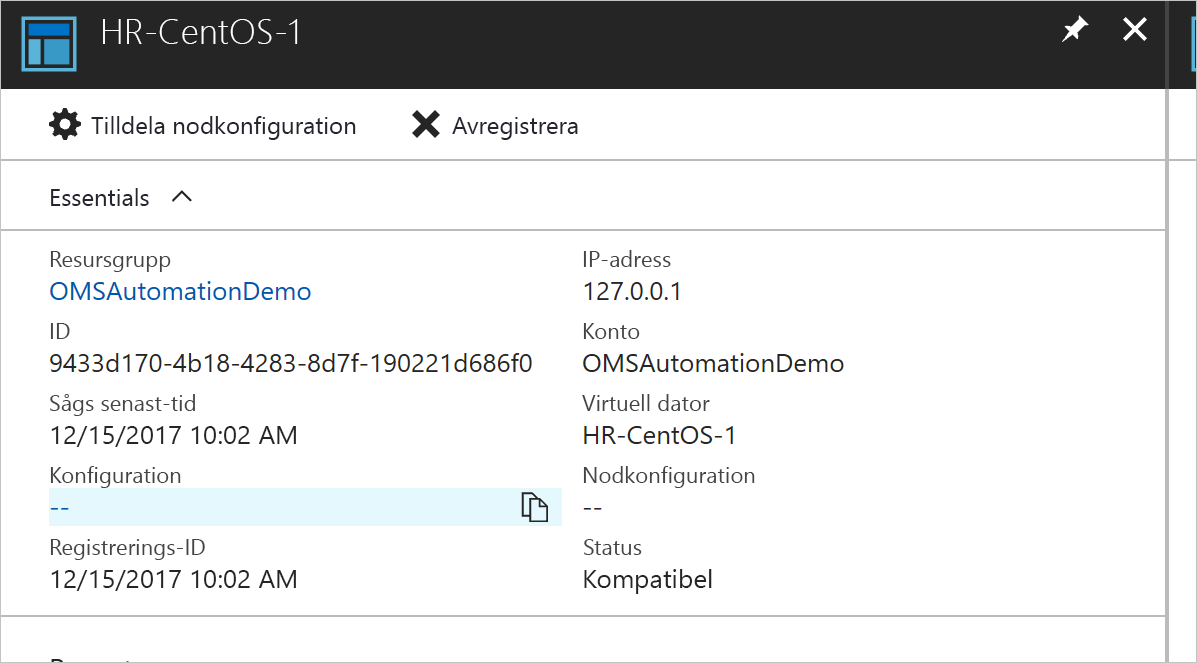 HR-CentOS-1
Tilldela nodkonfiguration
Avregistrera
Essentials
Resursgrupp
OMSAutomationDemo
ID
9433d170-4b18-4283-8d7f-190221d686f0
Sågs senast-tid
12/15/2017 10:02 AM
Konfiguration
--
Registrerings-ID
12/15/2017 10:02 AM
IP-adress
127.0.0.1
Konto
OMSAutomationDemo
Virtuell dator
HR-CentOS-1
Nodkonfiguration
--
Status
Kompatibel